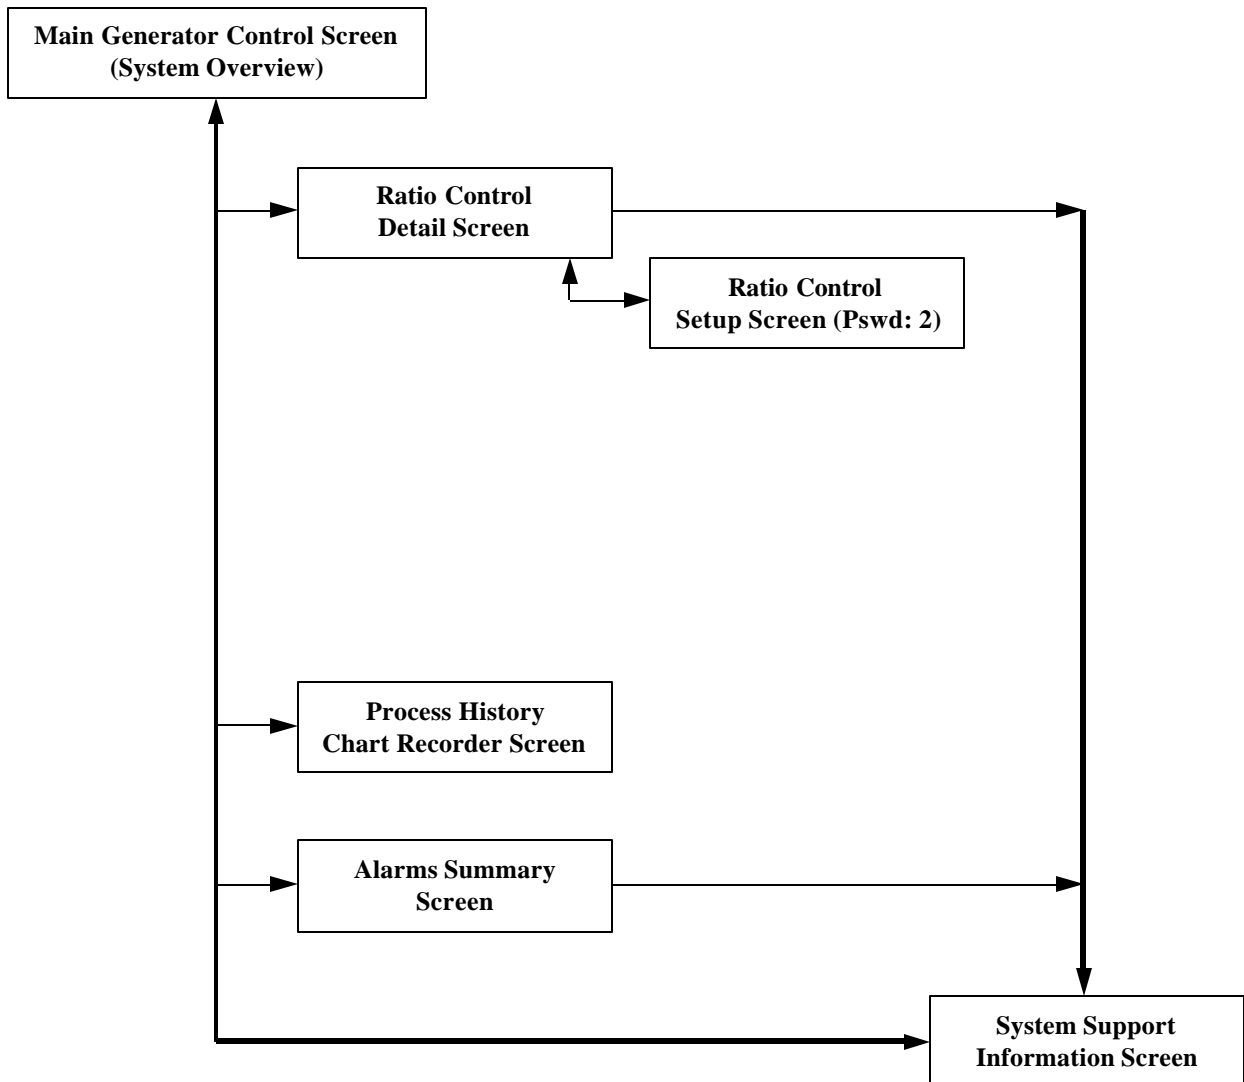 Main Generator Control Screen
(System Overview)
Ratio Control
Detail Screen
Ratio Control
Setup Screen (Pswd: 2)
Process History
Chart Recorder Screen
Alarms Summary
Screen
System Support
Information Screen